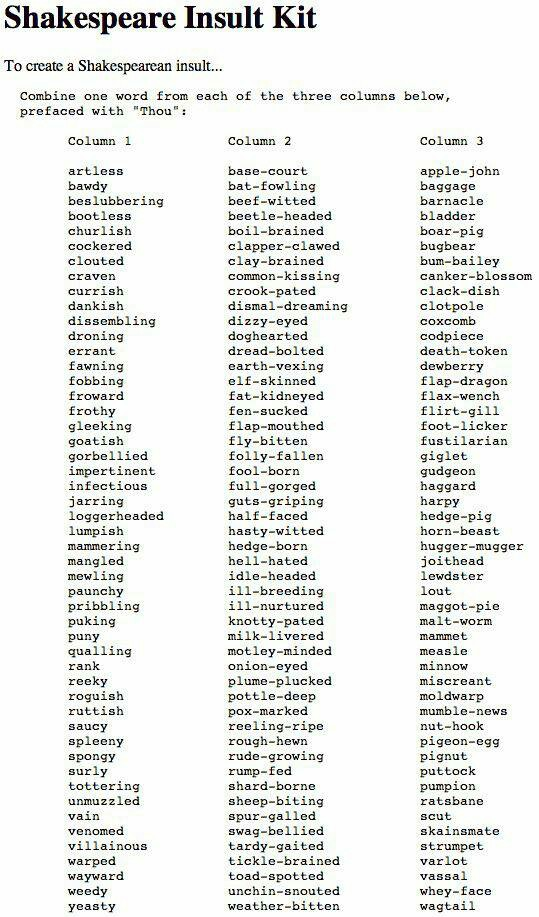 Shakespeare Insult Kit
To create a Shakespearean insult...
Combine one word from each of the three columns below,
prefaced with "Thou":
Column 1 Column 2 Column 3
artless base-court apple-john
bawdy bat-fowling baggage
beslubbering beef-witted barnacle
bootless beetle-headed bladder
churlish boil-brained boar-pig
cockered clapper-clawed bugbear
clouted clay-brained bum-bailey
craven common-kissing canker-blossom
currish crook-pated clack-dish
dankish dismal-dreaming clotpole
dissembling dizzy-eyed coxcomb
droning doghearted codpiece
errant dread-bolted death-token
fawning earth-vexing dewberry
fobbing elf-skinned flap-dragon
froward fat-kidneyed flax-wench
frothy fen-sucked flirt-gill
gleeking flap-mouthed foot-licker
goatish fly-bitten fustilarian
gorbellied folly-fallen giglet
impertinent fool-born gudgeon
infectious full-gorged haggard
jarring guts-griping harpy
loggerheaded half-faced hedge-pig
lumpish hasty-witted horn-beast
mammering hedge-born hugger-mugger
mangled hell-hated joithead
mewling idle-headed lewdster
paunchy ill-breeding lout
pribbling ill-nurtured maggot-pie
puking knotty-pated malt-worm
puny milk-livered mammet
qualling motley-minded measle
rank onion-eyed minnow
reeky plume-plucked miscreant
roguish pottle-deep moldwarp
ruttish pox-marked mumble-news
saucy reeling-ripe nut-hook
spleeny rough-hewn pigeon-egg
spongy rude-growing pignut
surly rump-fed puttock
tottering shard-borne pumpion
unmuzzled sheep-biting ratsbane
vain spur-galled scut
venomed swag-bellied skainsmate
villainous tardy-gaited strumpet
warped tickle-brained varlot
wayward toad-spotted vassal
weedy unchin-snouted whey-face
yeasty weather-bitten wagtail